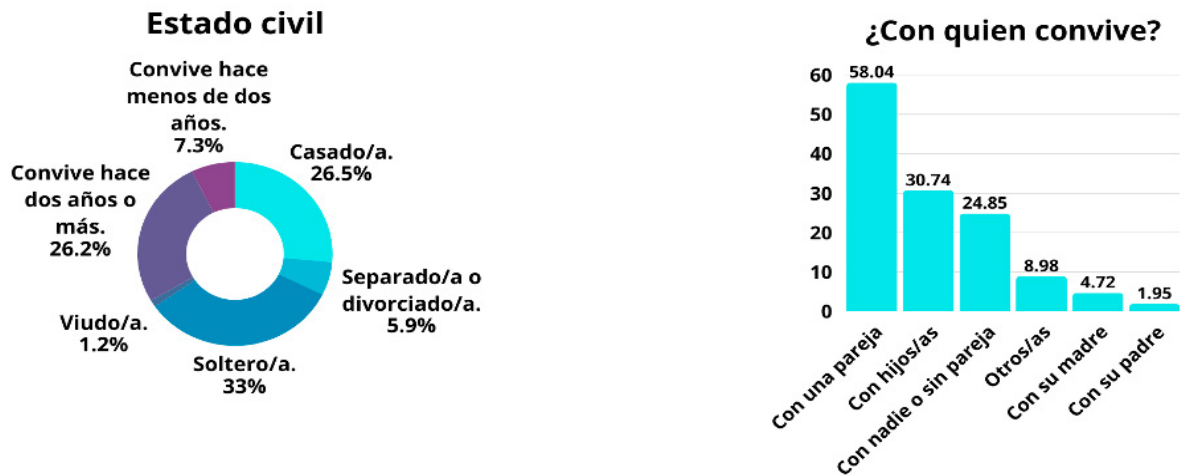 Estado civil
Convive hace
menos de dos
años.
7.3%
Casado/a.
26.5%
Convive hace
dos años o
más.
26.2%
Separado/a o
divorciado/a.
5.9%
Viudo/a.
1.2%
Soltero/a.
33%
¿Con quien convive?
60
50
40
30
20
10
0
58.04
30.74
24.85
8.98
4.72
1.95
Con una pareja
Con hijos/as
Con nadie o sin pareja
Otros/as
Con su madre
Con su padre